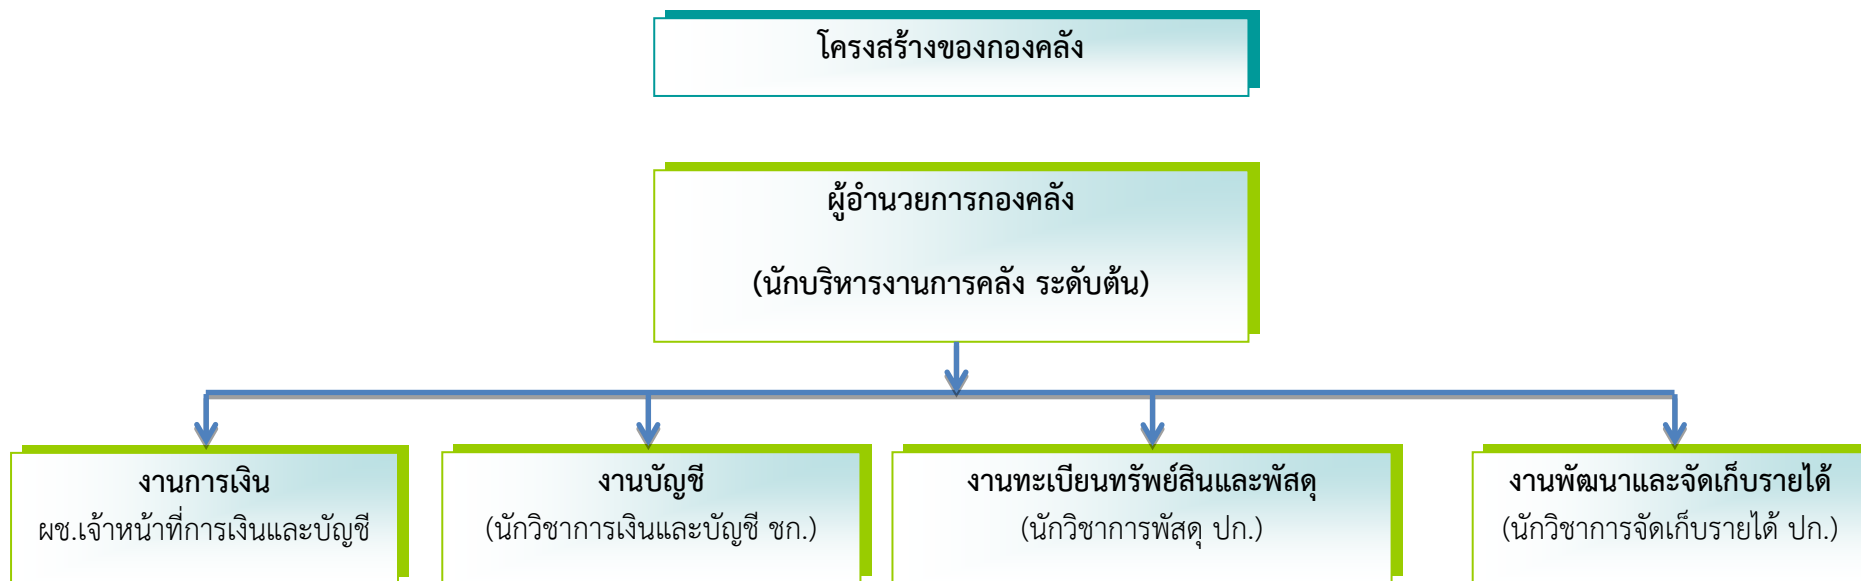 โครงสร้างของกองคลัง
ผู้อำนวยการกองคลัง
(นักบริหารงานการคลัง ระดับต้น)
งานการเงิน
ผช.เจ้าหน้าที่การเงินและบัญชี
งานบัญชี
(นักวิชาการเงินและบัญชี ชก.)
งานทะเบียนทรัพย์สินและพัสดุ
(นักวิชาการพัสดุ ปก.)
งานพัฒนาและจัดเก็บรายได้
(นักวิชาการจัดเก็บรายได้ ปก.)